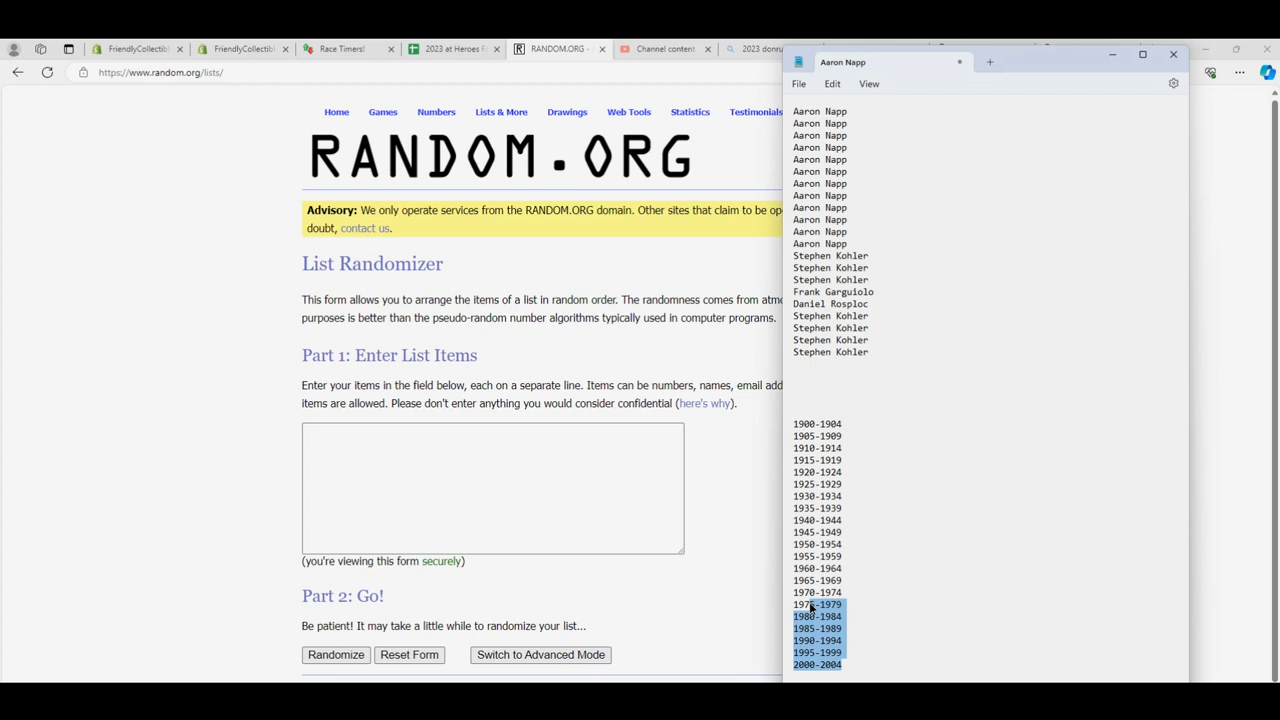 FriendlyCollectibl
FriendlyCollectibl
Race Timers!
2023 at Heroes Fa
RANDOM.ORG -
Channel content
2023 donru
https://www.random.org/lists/
Home Games Numbers Lists & More Drawings Web Tools Statistics Testimonials
RANDOM.ORG
Advisory: We only operate services from the RANDOM.ORG domain. Other sites that claim to be op
doubt, contact us.
List Randomizer
This form allows you to arrange the items of a list in random order. The randomness comes from atmo
purposes is better than the pseudo-random number algorithms typically used in computer programs.
Part 1: Enter List Items
Enter your items in the field below, each on a separate line. Items can be numbers, names, email add
items are allowed. Please don't enter anything you would consider confidential (here's why).
(you're viewing this form securely)
Part 2: Go!
Be patient! It may take a little while to randomize your list...
Randomize Reset Form Switch to Advanced Mode
Aaron Napp
File Edit View
Aaron Napp
Aaron Napp
Aaron Napp
Aaron Napp
Aaron Napp
Aaron Napp
Aaron Napp
Aaron Napp
Aaron Napp
Aaron Napp
Aaron Napp
Aaron Napp
Stephen Kohler
Stephen Kohler
Stephen Kohler
Frank Garguiolo
Daniel Rosploc
Stephen Kohler
Stephen Kohler
Stephen Kohler
Stephen Kohler
1900-1904
1905-1909
1910-1914
1915-1919
1920-1924
1925-1929
1930-1934
1935-1939
1940-1944
1945-1949
1950-1954
1955-1959
1960-1964
1965-1969
1970-1974
1975-1979
1980-1984
1985-1989
1990-1994
1995-1999
2000-2004